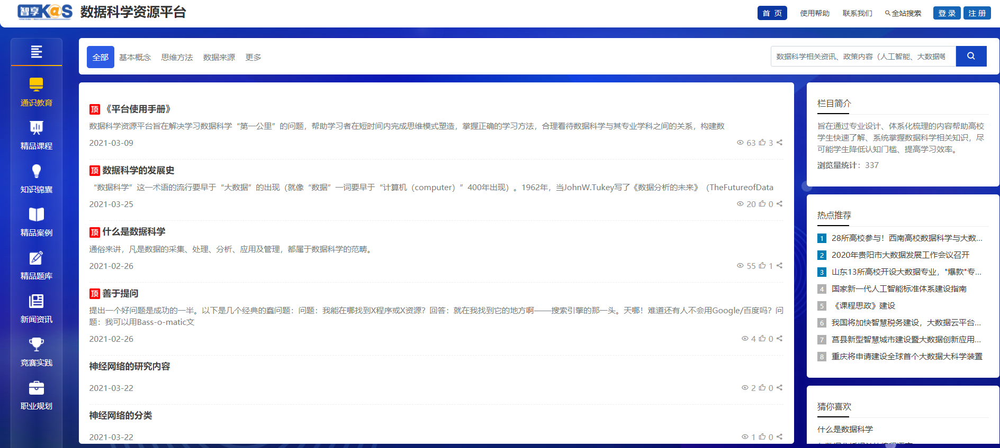 智享K@S 数据科学资源平台 首 页 使用帮助 联系我们 全站搜索 登 录 注 册
全部 基本概念 思维方法 数据来源 更多 数据科学相关资讯、政策内容（人工智能、大数据等
通识教育
精品课程
知识锦囊
精品案例
精品题库
新闻资讯
竞赛实践
职业规划
顶 《平台使用手册》
数据科学资源平台旨在解决学习数据科学“第一公里”的问题，帮助学习者在短时间内完成思维模式塑造，掌握正确的学习方法，合理看待数据科学与其专业学科之间的关系，构建数
2021-03-09 63 3
顶 数据科学的发展史
“数据科学”这一术语的流行要早于“大数据”的出现（就像“数据”一词要早于“计算机（computer）”400年出现）。1962年，当JohnW.Tukey写了《数据分析的未来》（TheFutureofData
2021-03-25 20 0
顶 什么是数据科学
通俗来讲，凡是数据的采集、处理、分析、应用及管理，都属于数据科学的范畴。
2021-02-26 55 1
顶 善于提问
提出一个好问题是成功的一半。以下是几个经典的蠢问题：问题：我能在哪找到X程序或X资源？回答：就在我找到它的地方啊——搜索引擎的那一头。天哪！难道还有人不会用Google/百度吗？问
题：我可以用Bass-o-matic文
2021-02-26 4 0
神经网络的研究内容
2021-03-22 2 0
神经网络的分类
2021-03-22 1 0
栏目简介
旨在通过专业设计、体系化梳理的内容帮助高校
学生快速了解、系统掌握数据科学相关知识，尽
可能学生降低认知门槛、提高学习效率。
浏览量统计：337
热点推荐
1 28所高校参与！西南高校数据科学与大数...
2 2020年贵阳市大数据发展工作会议召开
3 山东13所高校开设大数据专业，"爆款"专...
4 国家新一代人工智能标准体系建设指南
5 《课程思政》建设
6 我国将加快智慧税务建设，大数据云平台...
7 莒县新型智慧城市建设暨大数据创新应用...
8 重庆将申请建设全球首个大数据大科学装置
猜你喜欢
什么是数据科学